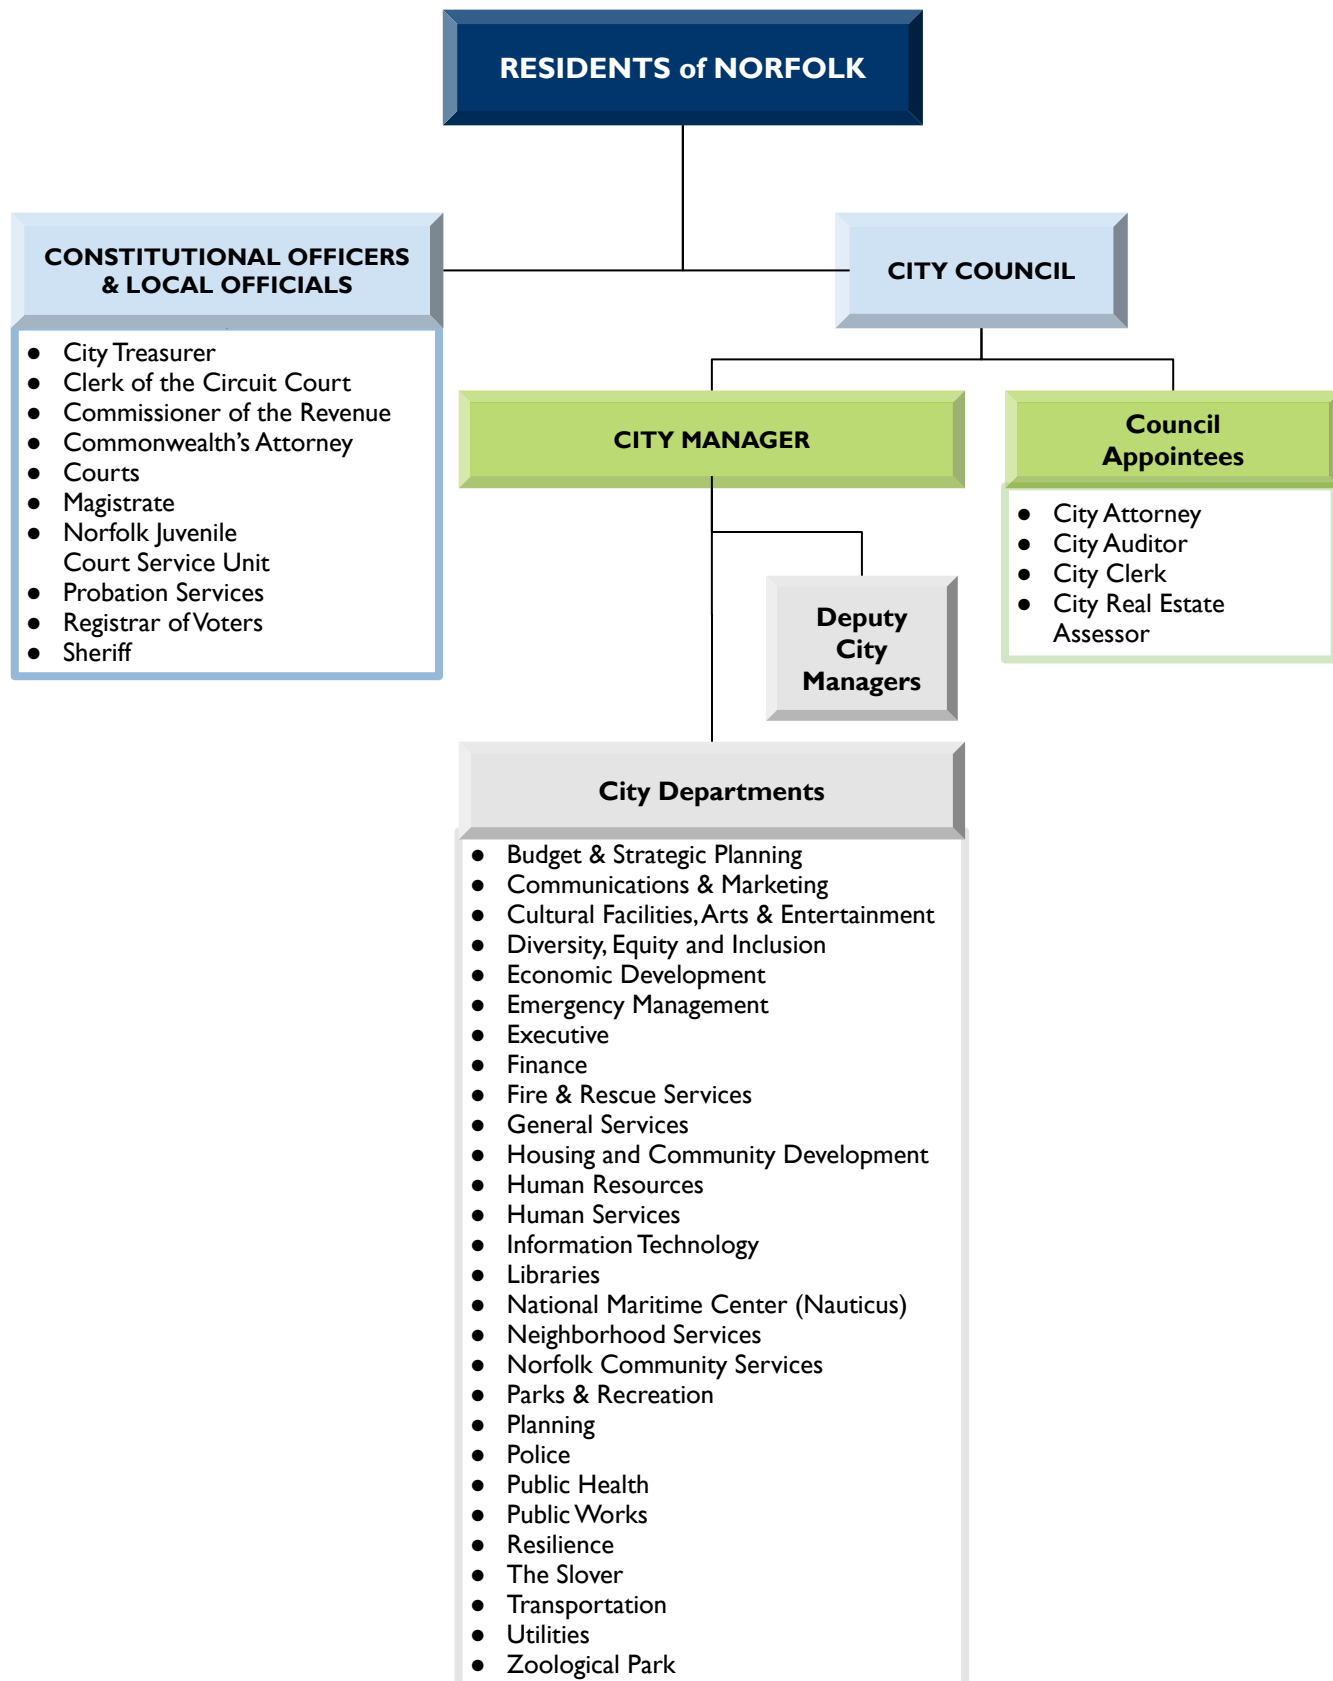 RESIDENTS of NORFOLK
CONSTITUTIONAL OFFICERS
& LOCAL OFFICIALS
● City Treasurer
● Clerk of the Circuit Court
● Commissioner of the Revenue
● Commonwealth’s Attorney
● Courts
● Magistrate
● Norfolk Juvenile
Court Service Unit
● Probation Services
● Registrar of Voters
● Sheriff
CITY COUNCIL
CITY MANAGER
Council
Appointees
● City Attorney
● City Auditor
● City Clerk
● City Real Estate
Assessor
Deputy
City
Managers
City Departments
● Budget & Strategic Planning
● Communications & Marketing
● Cultural Facilities, Arts & Entertainment
● Diversity, Equity and Inclusion
● Economic Development
● Emergency Management
● Executive
● Finance
● Fire & Rescue Services
● General Services
● Housing and Community Development
● Human Resources
● Human Services
● Information Technology
● Libraries
● National Maritime Center (Nauticus)
● Neighborhood Services
● Norfolk Community Services
● Parks & Recreation
● Planning
● Police
● Public Health
● Public Works
● Resilience
● The Slover
● Transportation
● Utilities
● Zoological Park